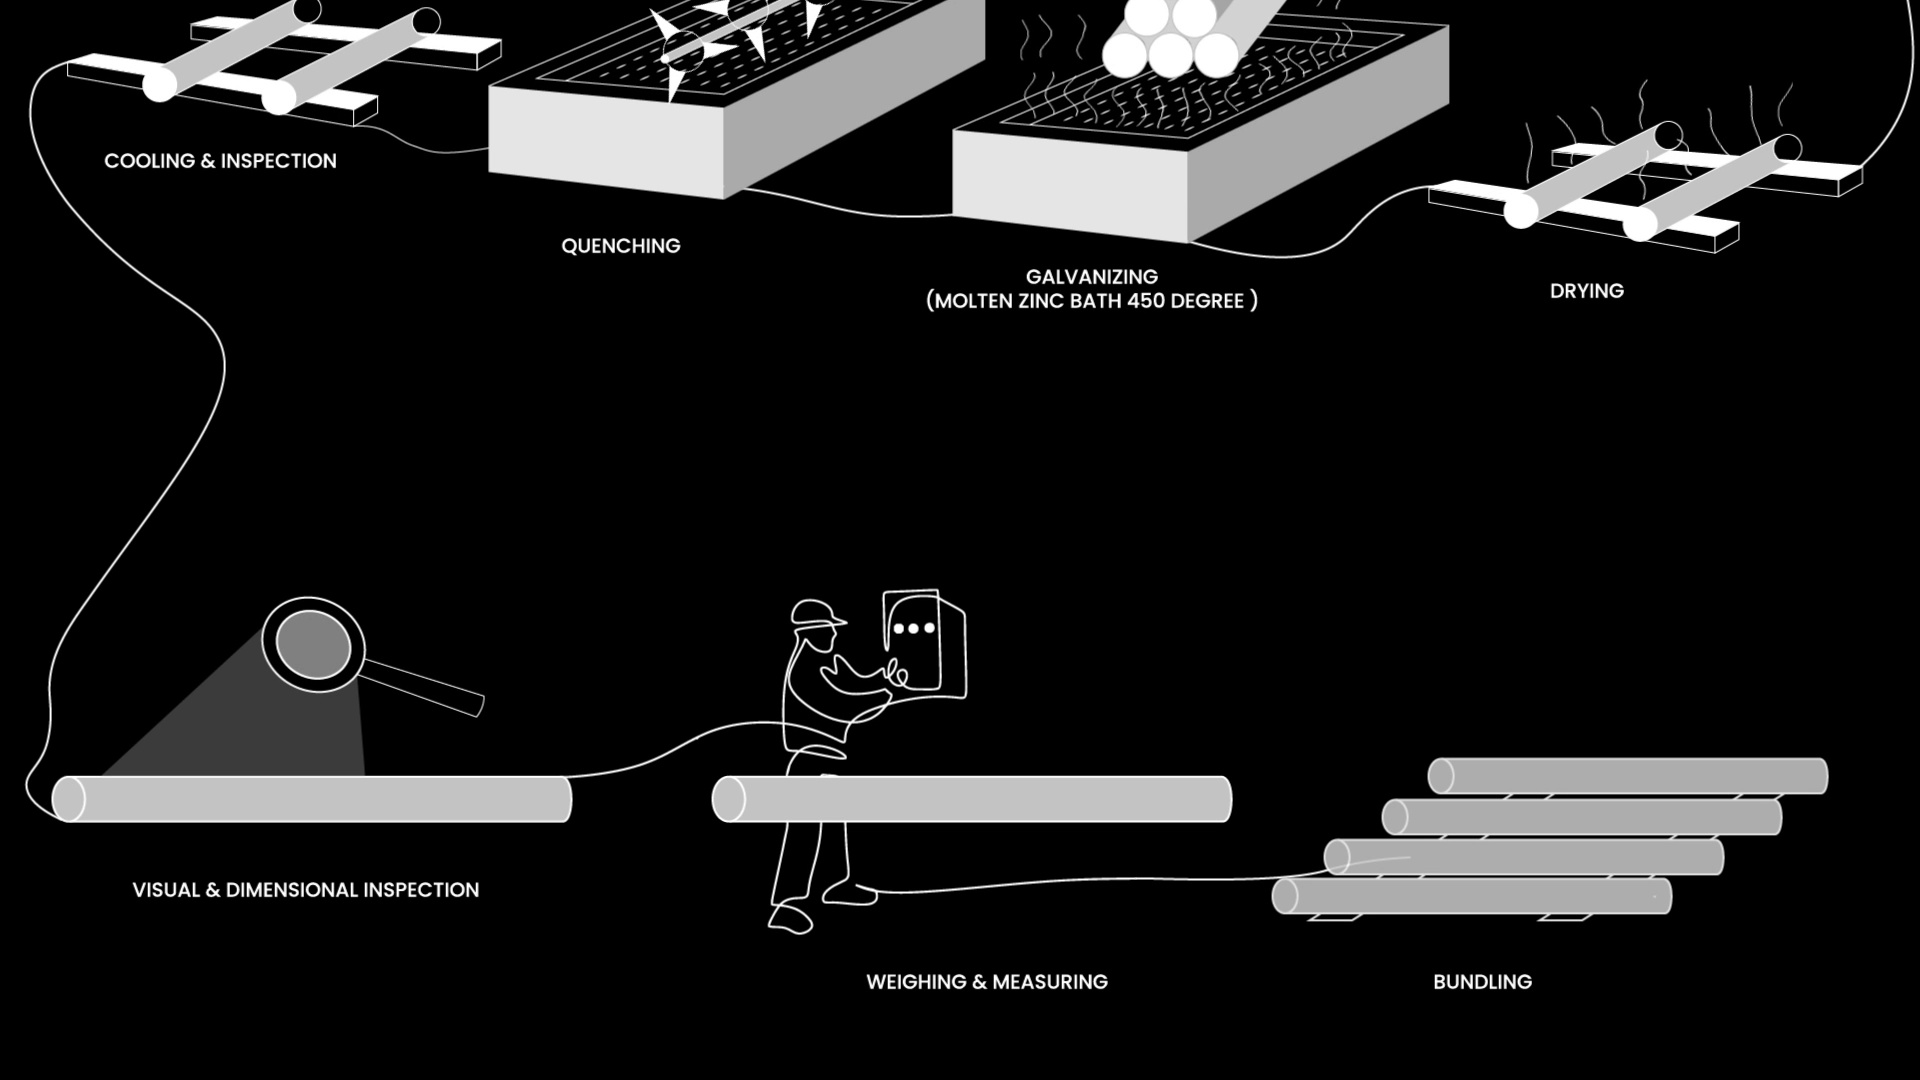 COOLING & INSPECTION
QUENCHING
GALVANIZING
(MOLTEN ZINC BATH 450 DEGREE )
DRYING
VISUAL & DIMENSIONAL INSPECTION
WEIGHING & MEASURING
BUNDLING